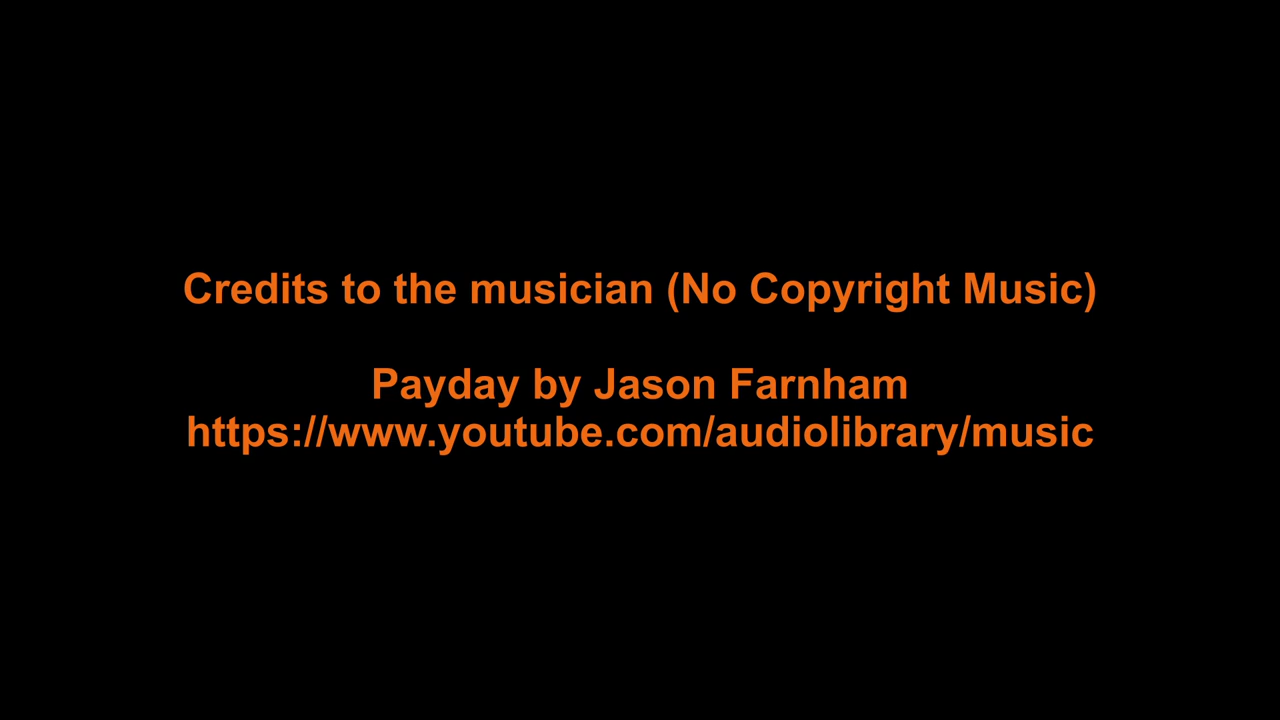 Credits to the musician (No Copyright Music)
Payday by Jason Farnham
https://www.youtube.com/audiolibrary/music